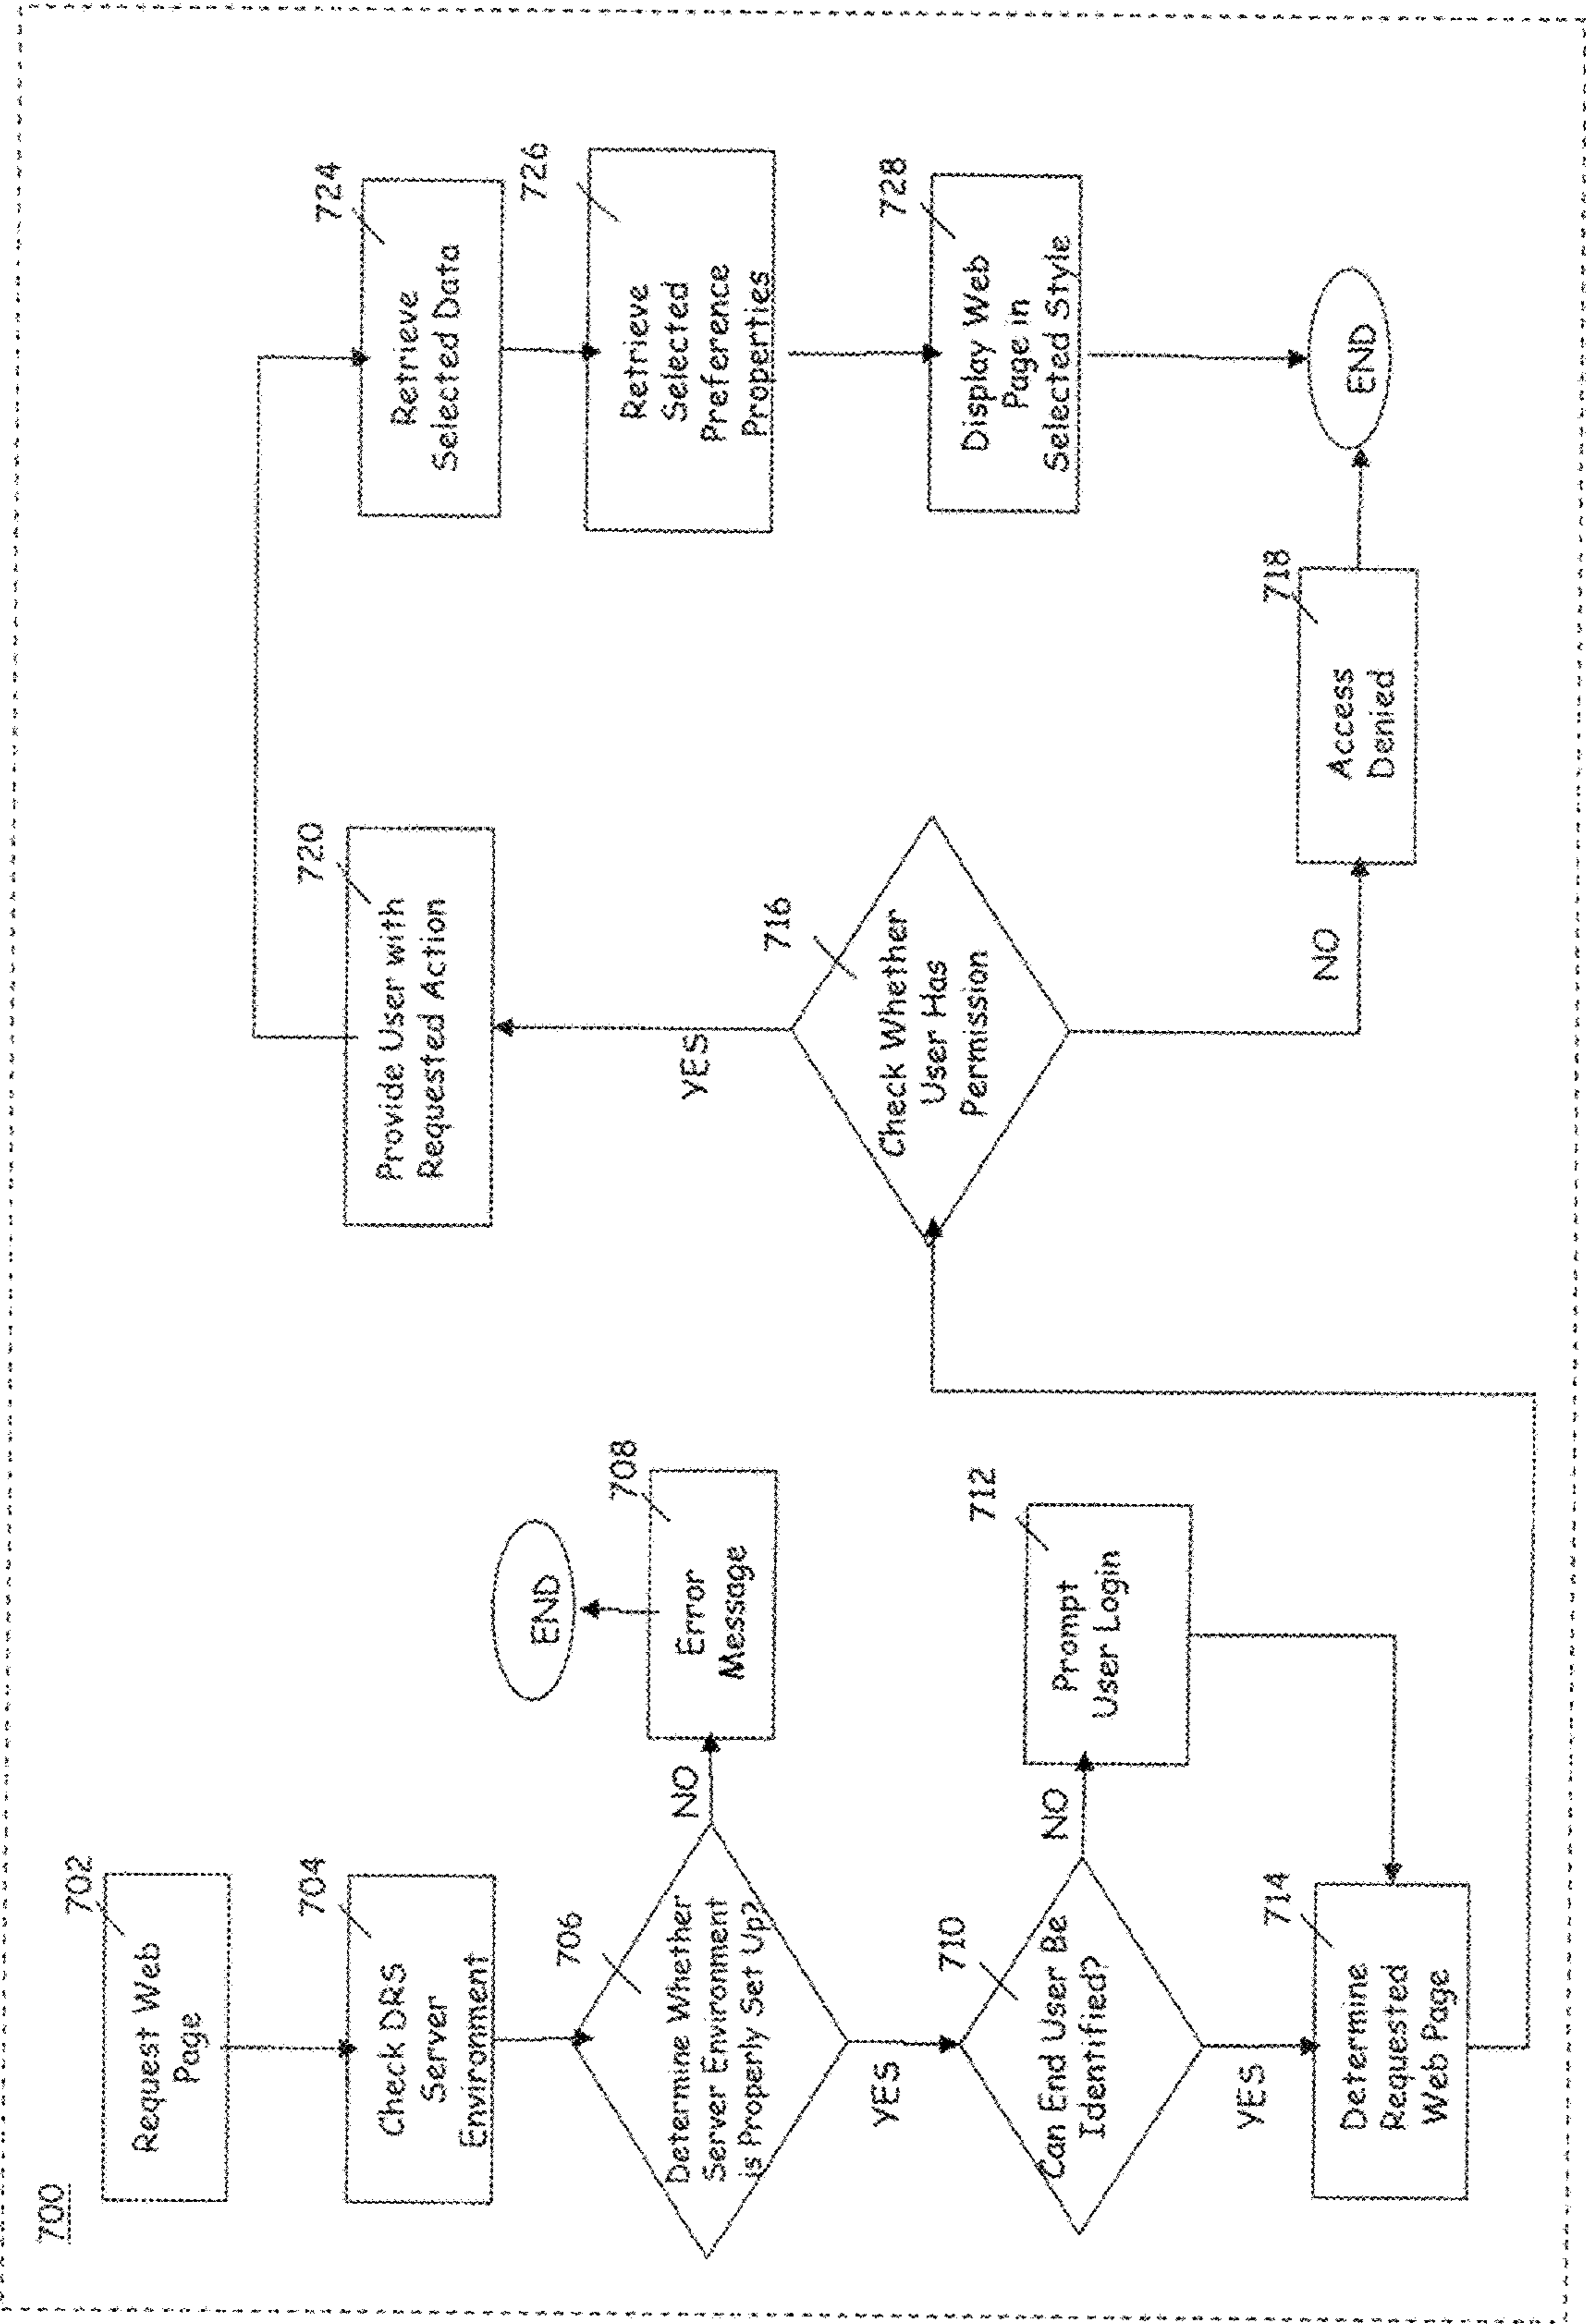 700
702
Request Web
Page
704
Check DRS
Server
Environment
706
Determine Whether
Server Environment
is Properly Set Up?
NO
708
Error
Message
END
YES
710
Can End User Be
Identified?
NO
712
Prompt
User Login
YES
714
Determine
Requested
Web Page
716
Check Whether
User Has
Permission
YES
720
Provide User with
Requested Action
NO
718
Access
Denied
724
Retrieve
Selected Data
726
Retrieve
Selected
Preference
Properties
728
Display Web
Page in
Selected Style
END